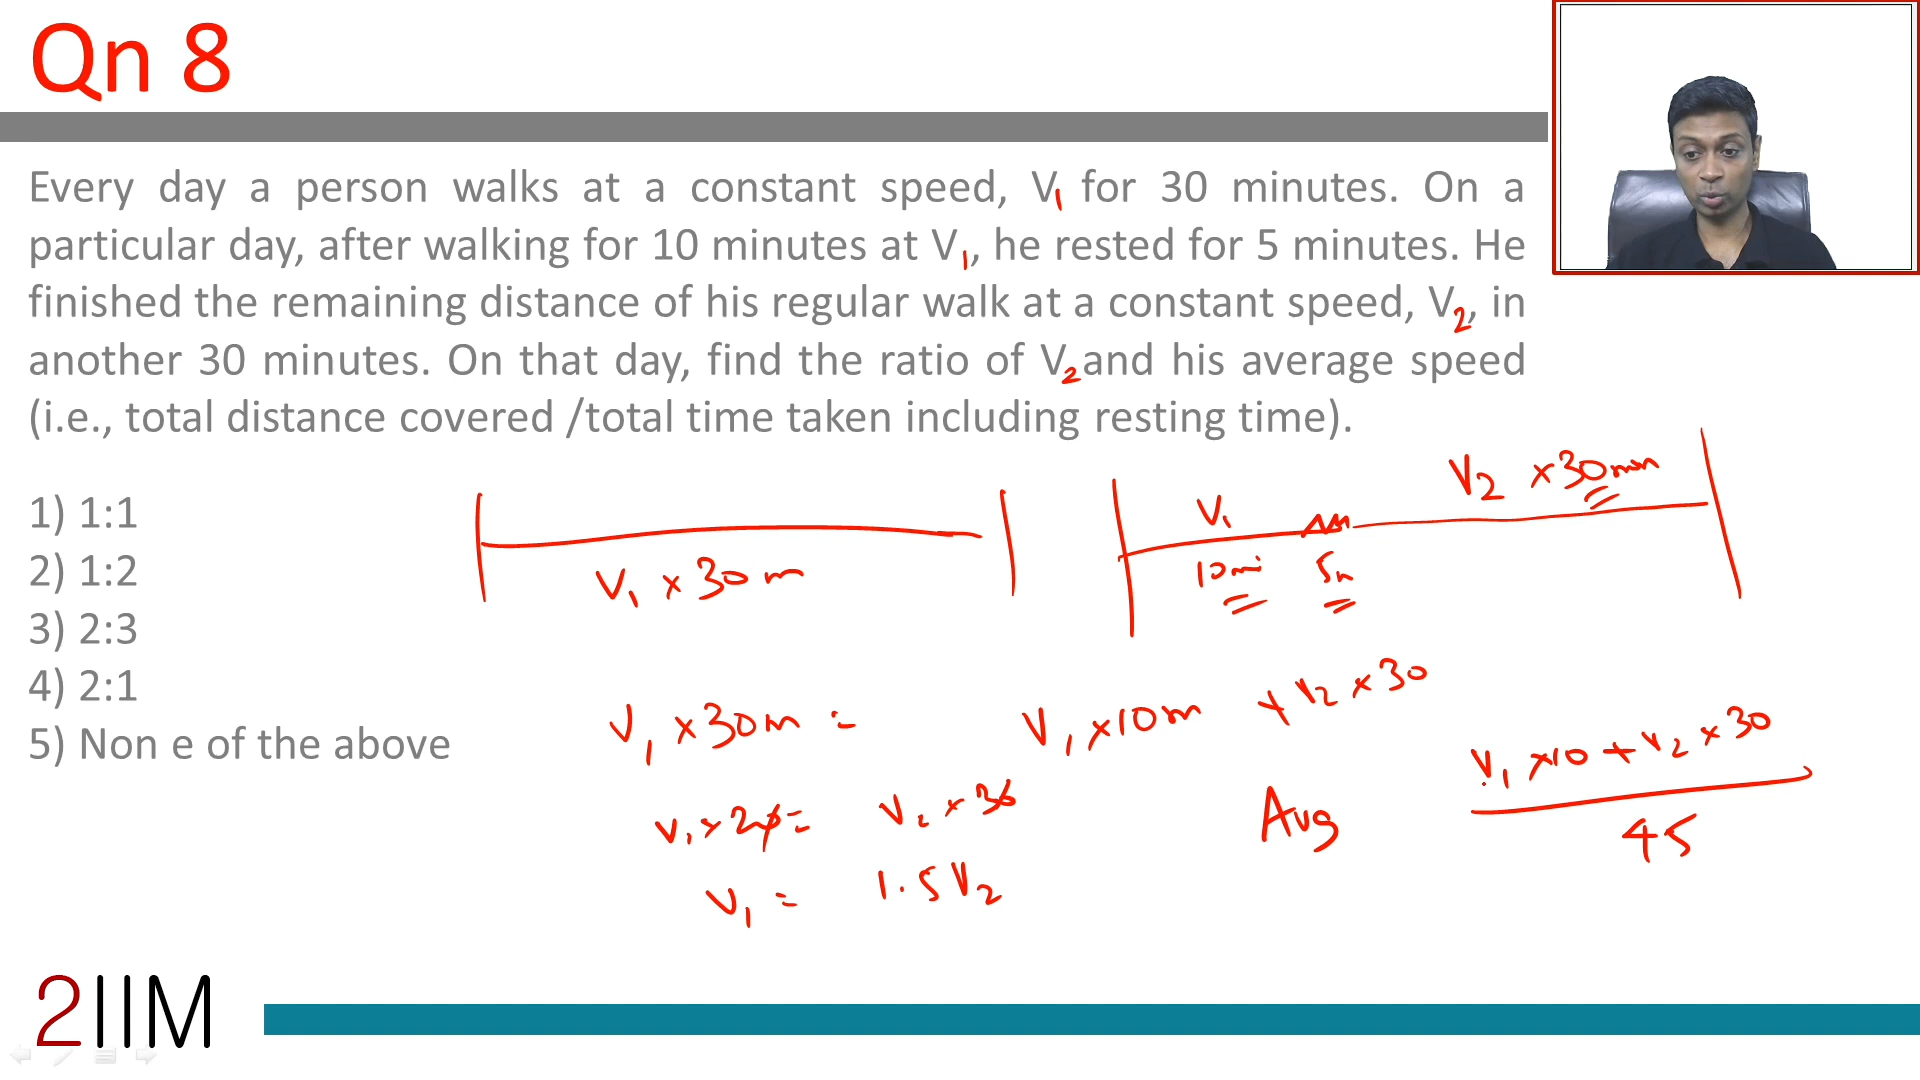 Qn 8
Every day a person walks at a constant speed, V₁ for 30 minutes. On a
particular day, after walking for 10 minutes at V₁, he rested for 5 minutes. He
finished the remaining distance of his regular walk at a constant speed, V₂, in
another 30 minutes. On that day, find the ratio of V₂ and his average speed
(i.e., total distance covered /total time taken including resting time).
1) 1:1
2) 1:2
3) 2:3
4) 2:1
5) Non e of the above
V₁ × 30 m
V₁
V₂ × 30 min
10 mi
5 m
V₁ × 30 m = V₁ × 10 m + V₂ × 30
V₁ × 20 = V₂ × 30
V₁ = 1.5 V₂
Avg
V₁ × 10 + V₂ × 30
45
2IIM